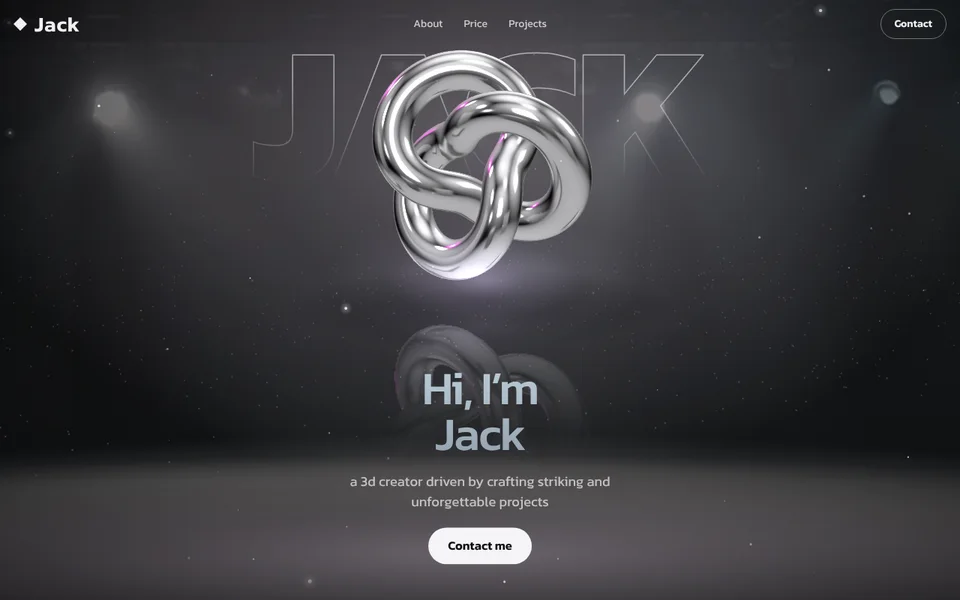 Jack
About
Price
Projects
Contact
JACK
Hi, I’m
Jack
a 3d creator driven by crafting striking and
unforgettable projects
Contact me